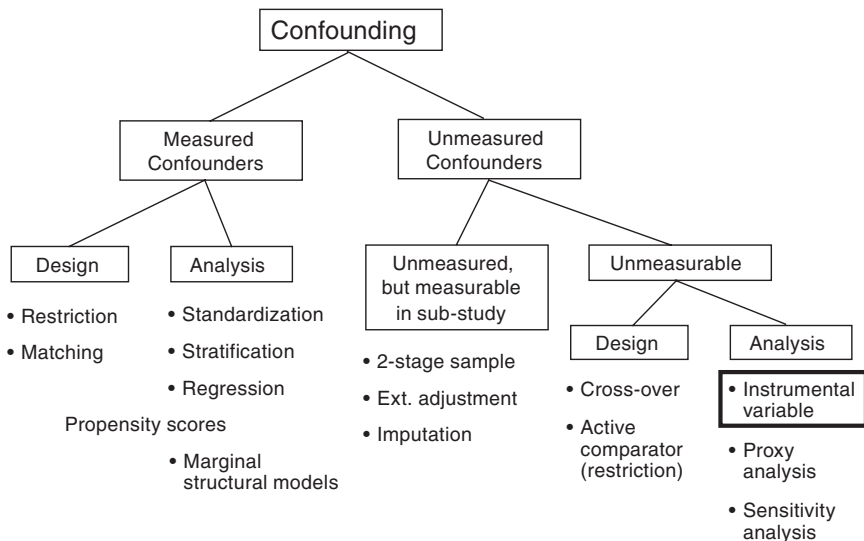 Confounding
Measured
Confounders
Unmeasured
Confounders
Design
• Restriction
• Matching
Analysis
• Standardization
• Stratification
• Regression
Propensity scores
• Marginal
structural models
Unmeasured,
but measurable
in sub-study
• 2-stage sample
• Ext. adjustment
• Imputation
Unmeasurable
Design
• Cross-over
• Active
comparator
(restriction)
Analysis
• Instrumental
variable
• Proxy
analysis
• Sensitivity
analysis